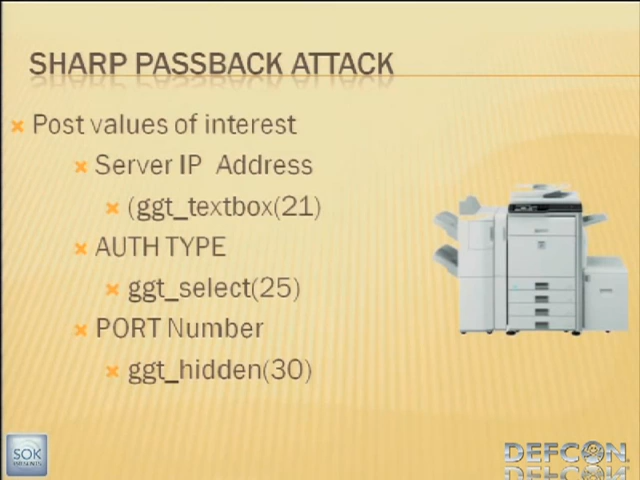 SHARP PASSBACK ATTACK
Post values of interest
Server IP Address
(ggt_textbox(21)
AUTH TYPE
ggt_select(25)
PORT Number
ggt_hidden(30)
SOK
DEFCON